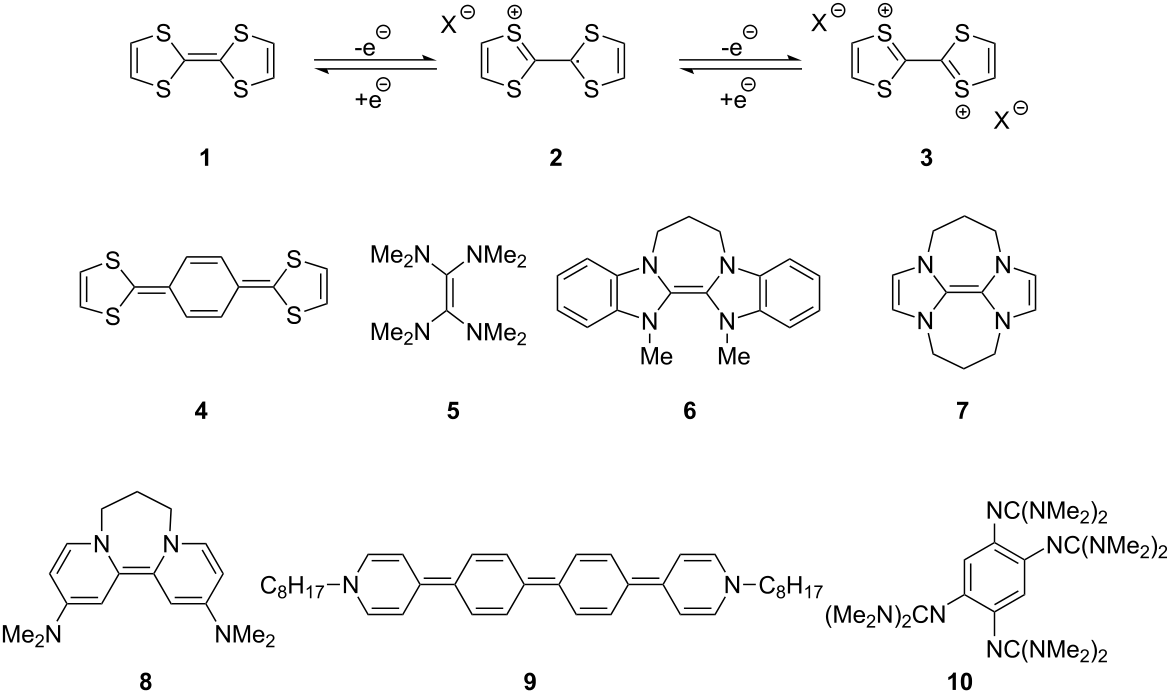 X⊖ S⊕ S -e⊖ S S X⊖ S⊕ S -e⊖
S S +e⊖ S S +e⊖ S S⊕ X⊖
1 2 3
S S Me2N NMe2 N N N N
S S Me2N NMe2 N N N N
Me Me
4 5 6 7
N N NC(NMe2)2
C8H17 N N C8H17 NC(NMe2)2
Me2N NMe2 (Me2N)2CN
NC(NMe2)2
8 9 10